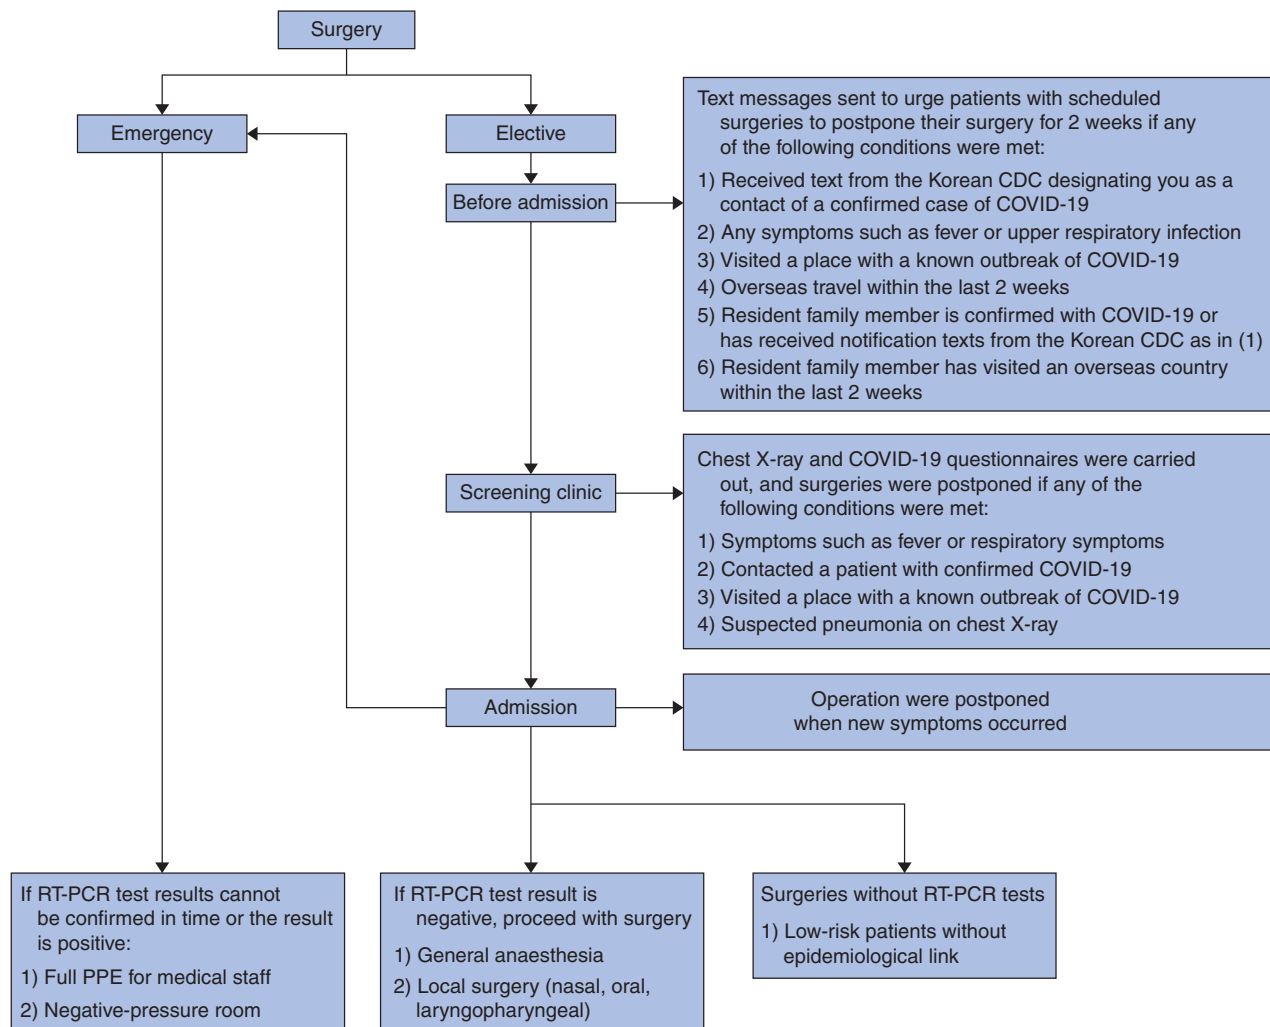 Surgery
Emergency
Elective
Before admission
Text messages sent to urge patients with scheduled
surgeries to postpone their surgery for 2 weeks if any
of the following conditions were met:
1) Received text from the Korean CDC designating you as a
contact of a confirmed case of COVID-19
2) Any symptoms such as fever or upper respiratory infection
3) Visited a place with a known outbreak of COVID-19
4) Overseas travel within the last 2 weeks
5) Resident family member is confirmed with COVID-19 or
has received notification texts from the Korean CDC as in (1)
6) Resident family member has visited an overseas country
within the last 2 weeks
Screening clinic
Chest X-ray and COVID-19 questionnaires were carried
out, and surgeries were postponed if any of the
following conditions were met:
1) Symptoms such as fever or respiratory symptoms
2) Contacted a patient with confirmed COVID-19
3) Visited a place with a known outbreak of COVID-19
4) Suspected pneumonia on chest X-ray
Admission
Operation were postponed
when new symptoms occurred
If RT-PCR test results cannot
be confirmed in time or the result
is positive:
1) Full PPE for medical staff
2) Negative-pressure room
If RT-PCR test result is
negative, proceed with surgery
1) General anaesthesia
2) Local surgery (nasal, oral,
laryngopharyngeal)
Surgeries without RT-PCR tests
1) Low-risk patients without
epidemiological link